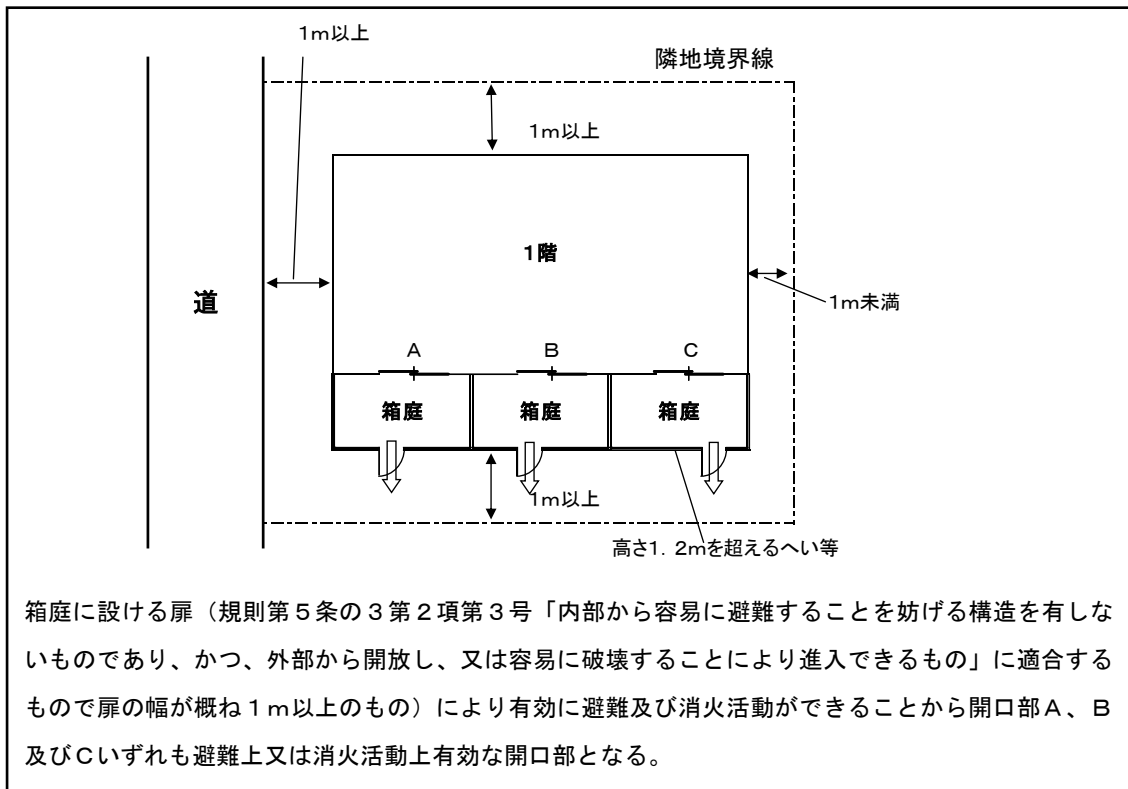 1m以上
隣地境界線
1m以上
1階
道
1m未満
A B C
箱庭 箱庭 箱庭
1m以上
高さ1.2mを超えるへい等
箱庭に設ける扉（規則第5条の3第2項第3号「内部から容易に避難することを妨げる構造を有しな
いものであり、かつ、外部から開放し、又は容易に破壊することにより進入できるもの」に適合する
もので扉の幅が概ね1m以上のもの）により有効に避難及び消火活動ができることから開口部A、B
及びCいずれも避難上又は消火活動上有効な開口部となる。